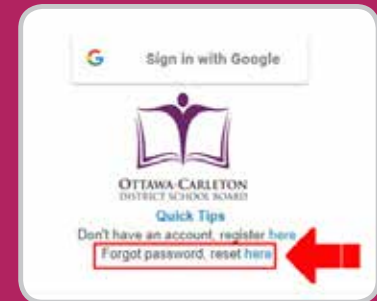 Sign in with Google
OTTAWA-CARLETON
DISTRICT SCHOOL BOARD
Quick Tips
Don't have an account, register here
Forgot password, reset here